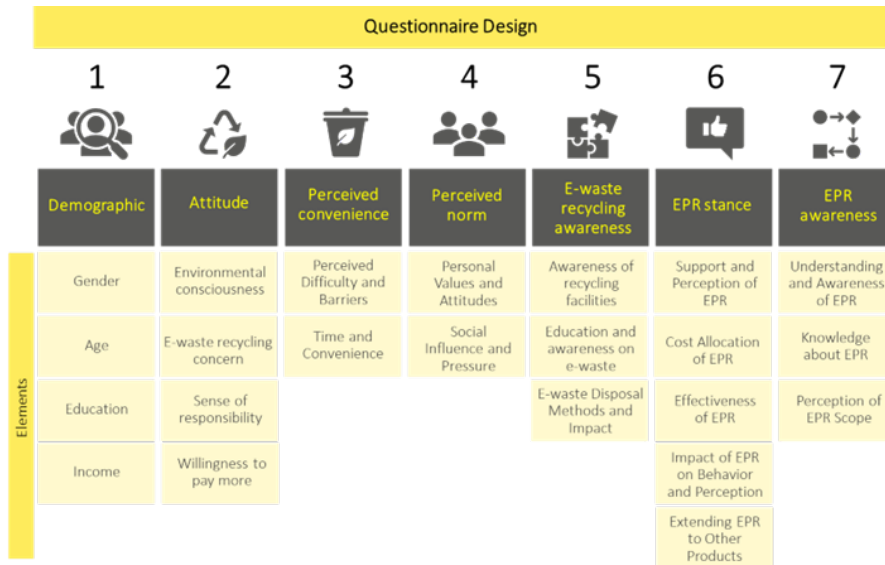 Questionnaire Design
1 2 3 4 5 6 7
Demographic
Attitude
Perceived
convenience
Perceived
norm
E-waste
recycling
awareness
EPR stance
EPR
awareness
Elements
Gender
Age
Education
Income
Environmental
consciousness
E-waste recycling
concern
Sense of
responsibility
Willingness to
pay more
Perceived
Difficulty and
Barriers
Time and
Convenience
Personal
Values and
Attitudes
Social
Influence and
Pressure
Awareness of
recycling
facilities
Education and
awareness on
e-waste
E-waste Disposal
Methods and
Impact
Support and
Perception of
EPR
Cost Allocation
of EPR
Effectiveness
of EPR
Impact of EPR
on Behavior
and Perception
Extending EPR
to Other
Products
Understanding
and Awareness
of EPR
Knowledge
about EPR
Perception of
EPR Scope